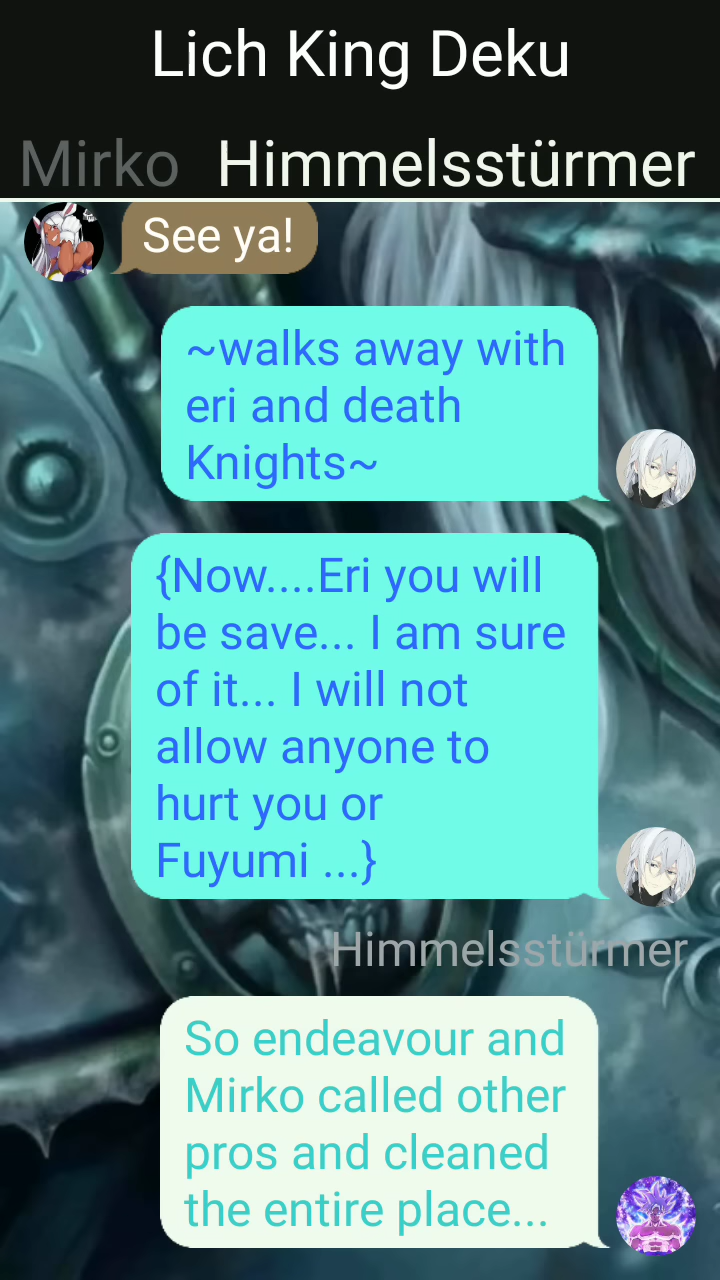 Lich King Deku
Mirko Himmelsstürmer
See ya!
~walks away with
eri and death
Knights~
{Now....Eri you will
be save... I am sure
of it... I will not
allow anyone to
hurt you or
Fuyumi ...}
Himmelsstürmer
So endeavour and
Mirko called other
pros and cleaned
the entire place...